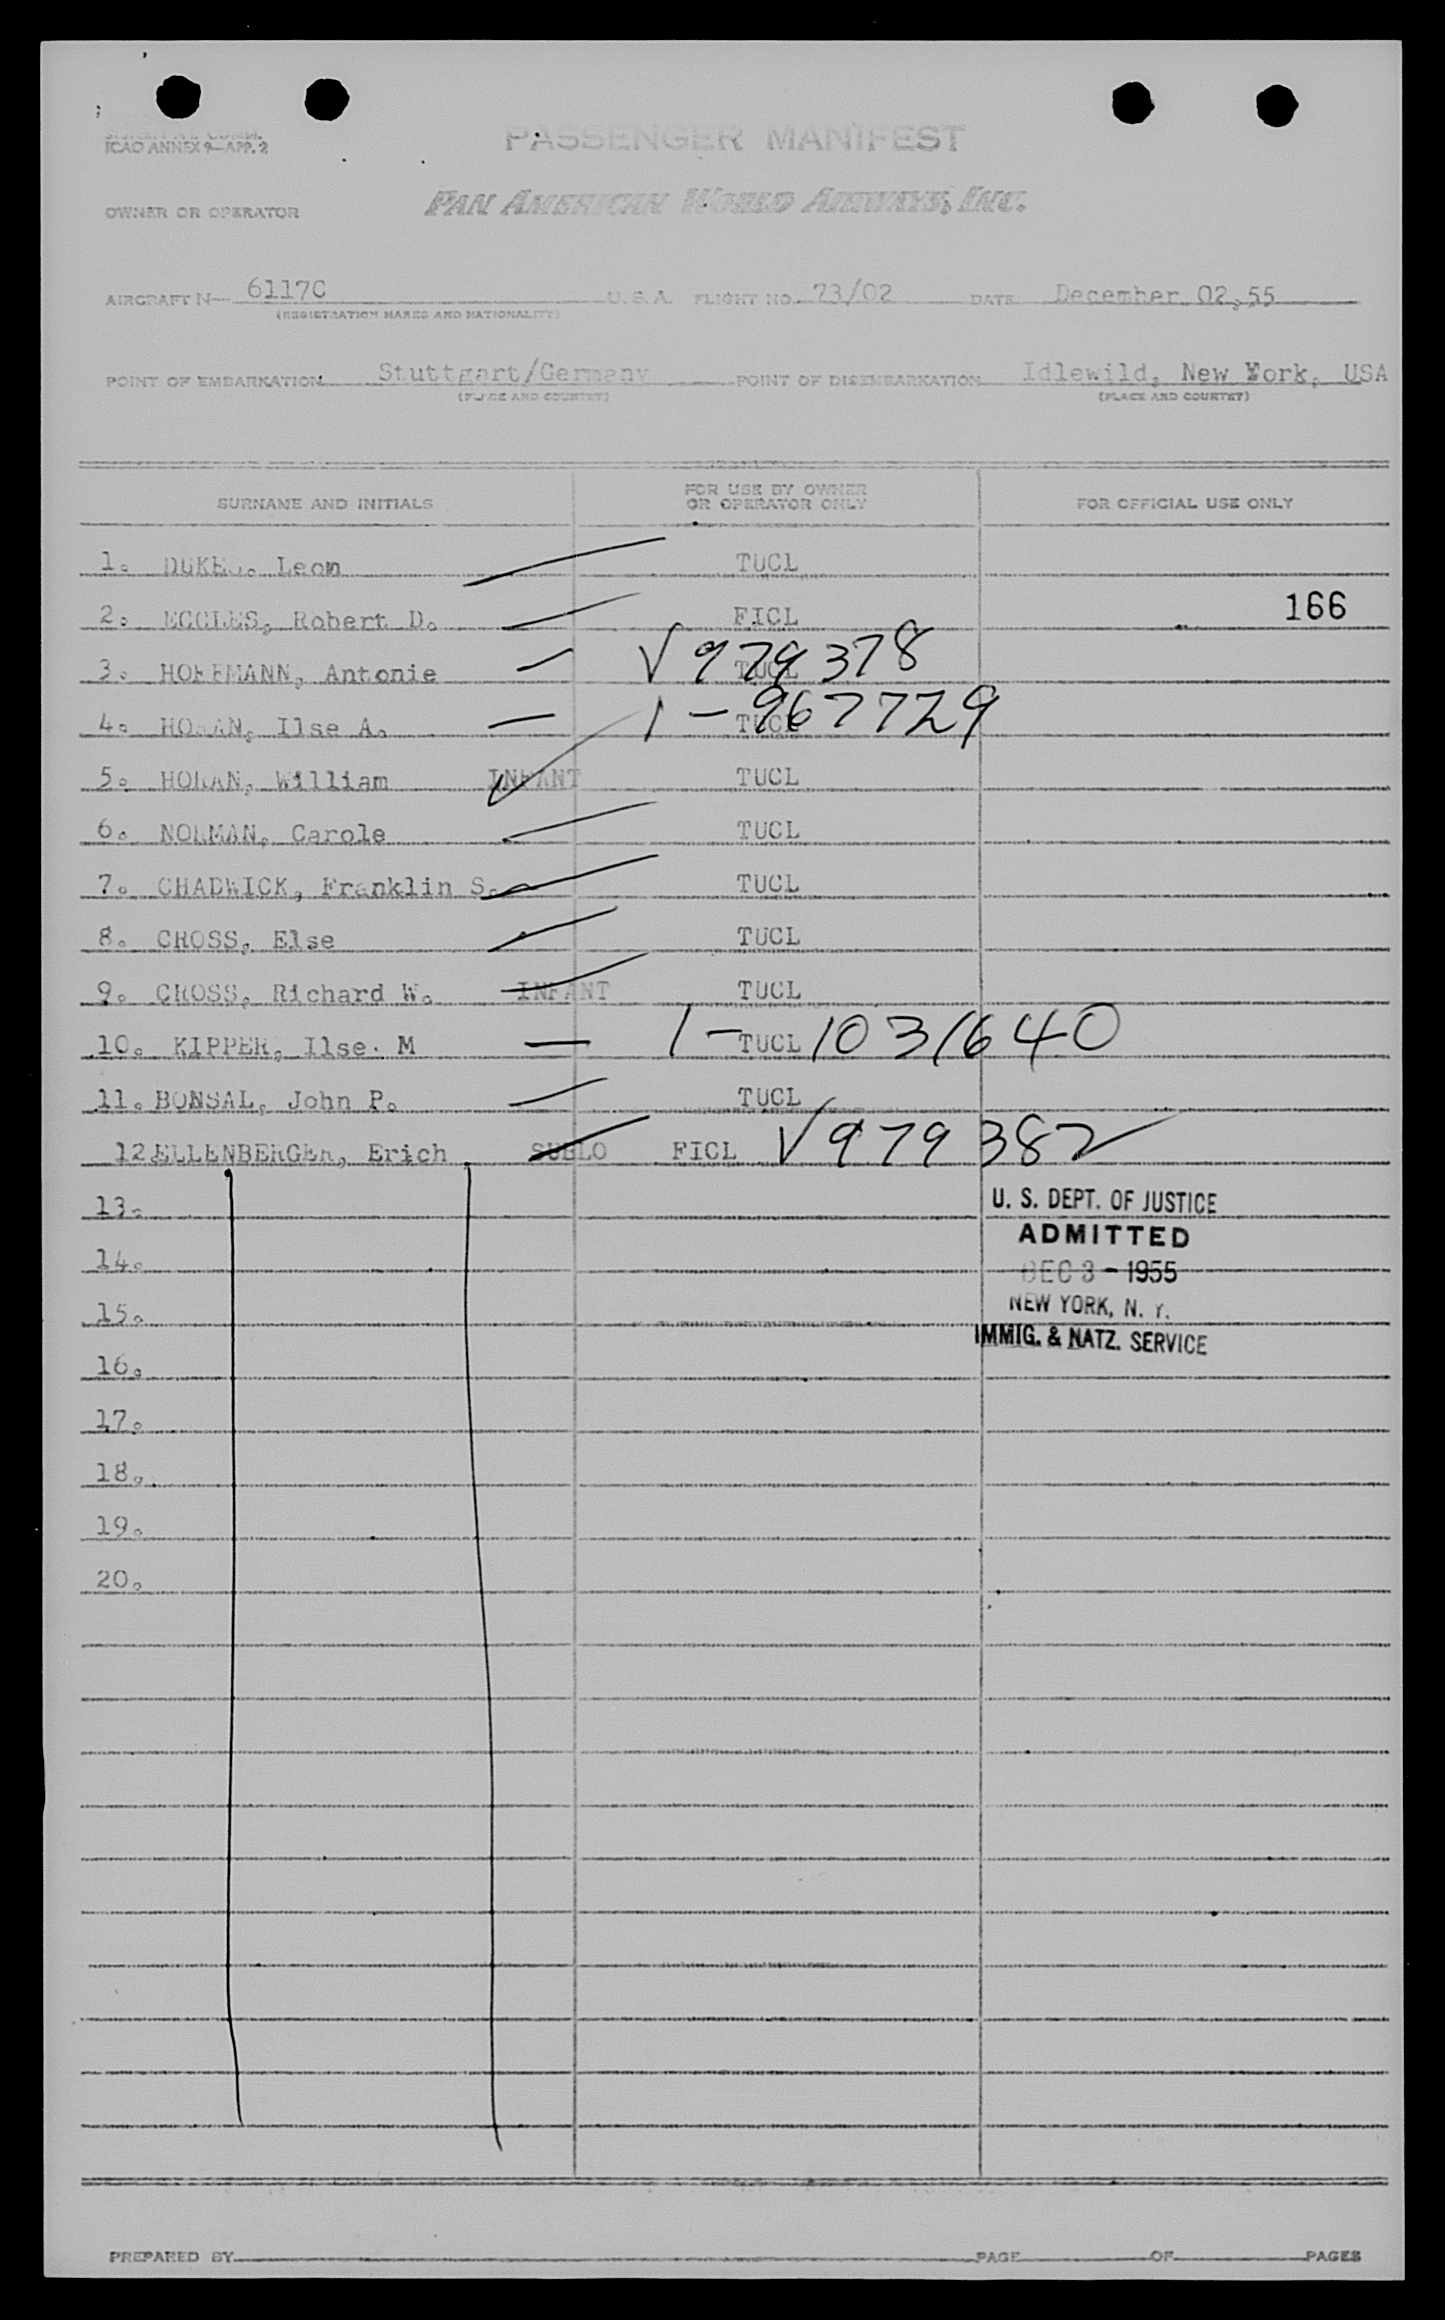 ICAO ANNEX 9—APP. 2
PASSENGER MANIFEST
OWNER OR OPERATOR PAN AMERICAN WORLD AIRWAYS, INC.
AIRCRAFT N— 6117C U. S. A. FLIGHT NO. 73/02 DATE December 02,55
(REGISTRATION MARKS AND NATIONALITY)
POINT OF EMBARKATION Stuttgart/Germany POINT OF DISEMBARKATION Idlewild, New York, USA
(PLACE AND COUNTRY) (PLACE AND COUNTRY)
SURNAME AND INITIALS FOR USE BY OWNER OR OPERATOR ONLY FOR OFFICIAL USE ONLY
1. Leon TUCL
2. ECCLES, Robert D. FICL 166
3. HOFFMANN, Antonie TUCL √ 979378
4. HORAN, Ilse A. TUCL 1-967729
5. HORAN, William INFANT TUCL
6. NORMAN, Carole TUCL
7. CHADWICK, Franklin S. TUCL
8. CROSS, Else TUCL
9. CROSS, Richard W. INFANT TUCL
10. KIPPER, Ilse M TUCL 1-1031640
11. BONSAL, John P. TUCL
12 ELLENBERGER, Erich SUBLO FICL √ 979382
13.
U. S. DEPT. OF JUSTICE
ADMITTED
14.
DEC 3 - 1955
NEW YORK, N. Y.
15.
IMMIG. & NATZ. SERVICE
16.
17.
18.
19.
20.
PREPARED BY PAGE OF PAGES